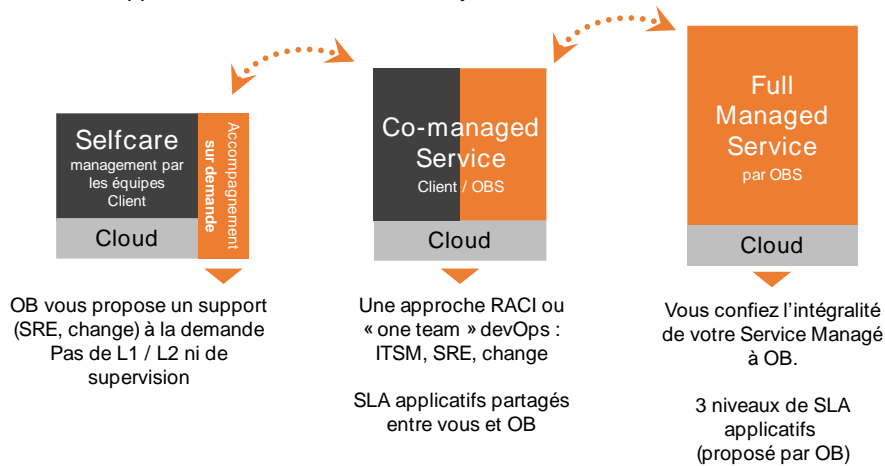 Selfcare
management par
les équipes
Client
Accompagnement
sur demande
Cloud
OB vous propose un support
(SRE, change) à la demande
Pas de L1 / L2 ni de
supervision
Co-managed
Service
Client / OBS
Cloud
Une approche RACI ou
« one team » devOps :
ITSM, SRE, change
SLA applicatifs partagés
entre vous et OB
Full
Managed
Service
par OBS
Cloud
Vous confiez l’intégralité
de votre Service Managé
à OB.
3 niveaux de SLA
applicatifs
(proposé par OB)